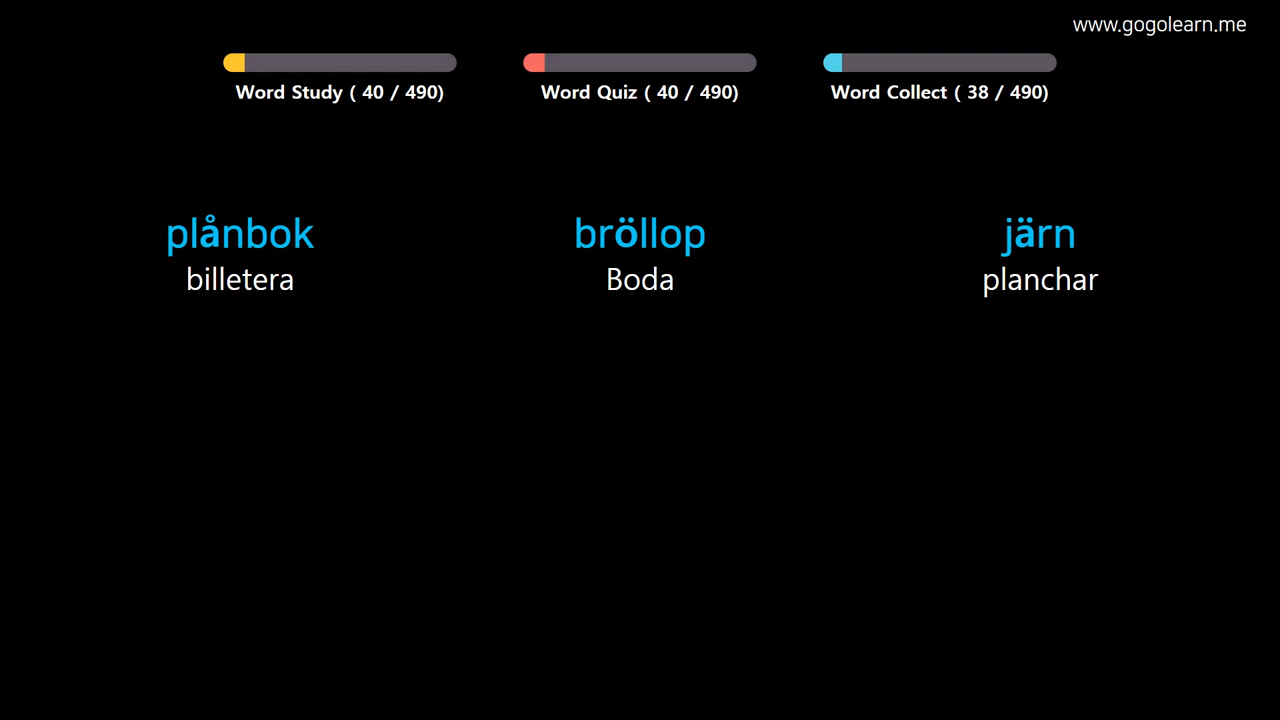 www.gogolearn.me
Word Study ( 40 / 490)
Word Quiz ( 40 / 490)
Word Collect ( 38 / 490)
plånbok
billetera
bröllop
Boda
järn
planchar